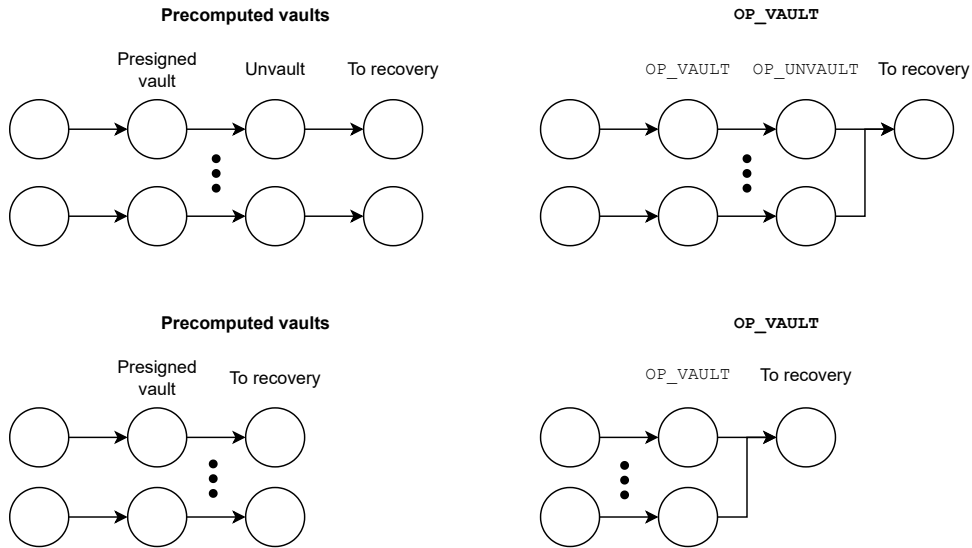 Precomputed vaults
OP_VAULT
Presigned
vault
Unvault
To recovery
OP_VAULT
OP_UNVAULT
To recovery
Precomputed vaults
OP_VAULT
Presigned
vault
To recovery
OP_VAULT
To recovery